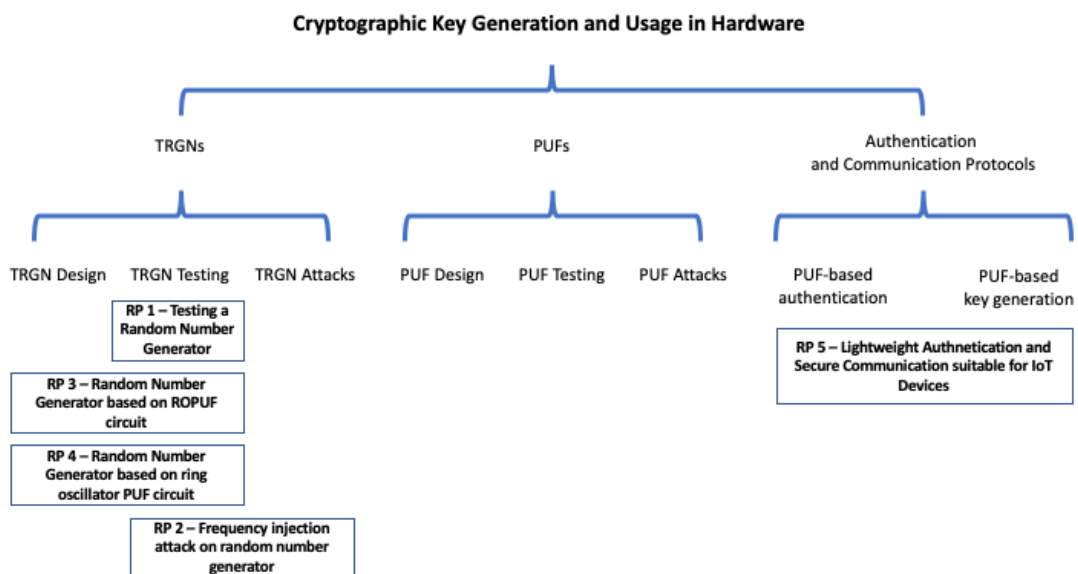 Cryptographic Key Generation and Usage in Hardware
TRGNs
PUFs
Authentication
and Communication Protocols
TRGN Design
TRGN Testing
TRGN Attacks
PUF Design
PUF Testing
PUF Attacks
PUF-based
authentication
PUF-based
key generation
RP 1 – Testing a
Random Number
Generator
RP 3 – Random Number
Generator based on ROPUF
circuit
RP 4 – Random Number
Generator based on ring
oscillator PUF circuit
RP 2 – Frequency injection
attack on random number
generator
RP 5 – Lightweight Authnetication and
Secure Communication suitable for IoT
Devices